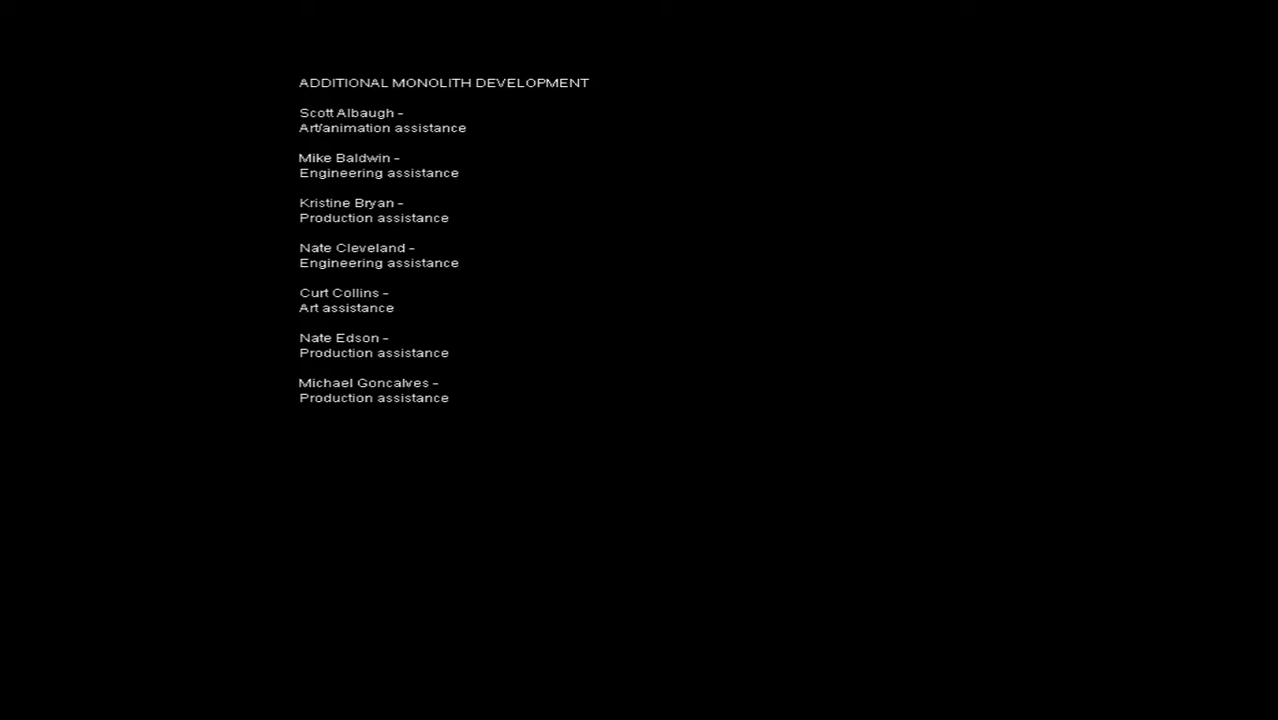 ADDITIONAL MONOLITH DEVELOPMENT
Scott Albaugh -
Art/animation assistance
Mike Baldwin -
Engineering assistance
Kristine Bryan -
Production assistance
Nate Cleveland -
Engineering assistance
Curt Collins -
Art assistance
Nate Edson -
Production assistance
Michael Goncalves -
Production assistance